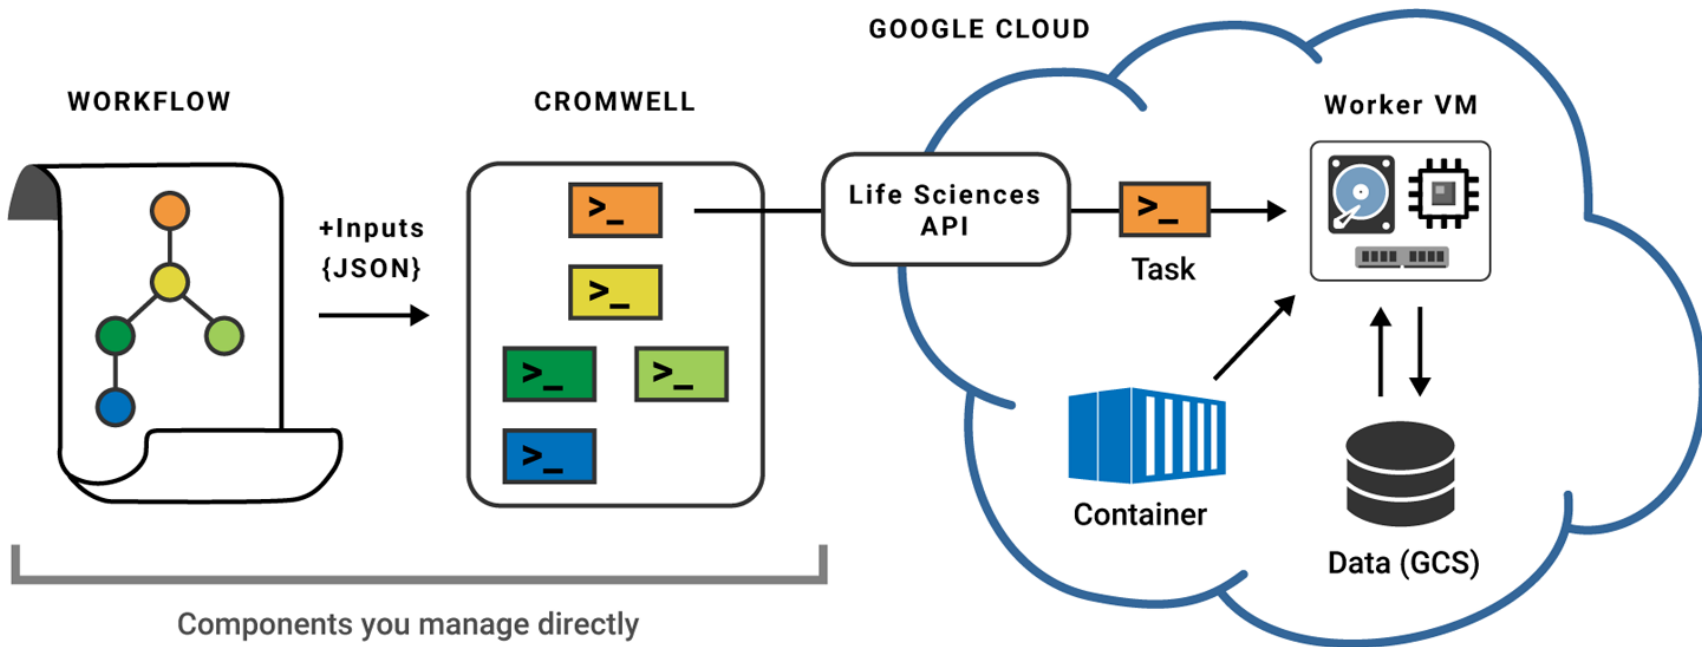 GOOGLE CLOUD
WORKFLOW
CROMWELL
Worker VM
+Inputs
{JSON}
>_
>_
>_
>_
>_
Life Sciences
API
>_
Task
Container
Data (GCS)
Components you manage directly